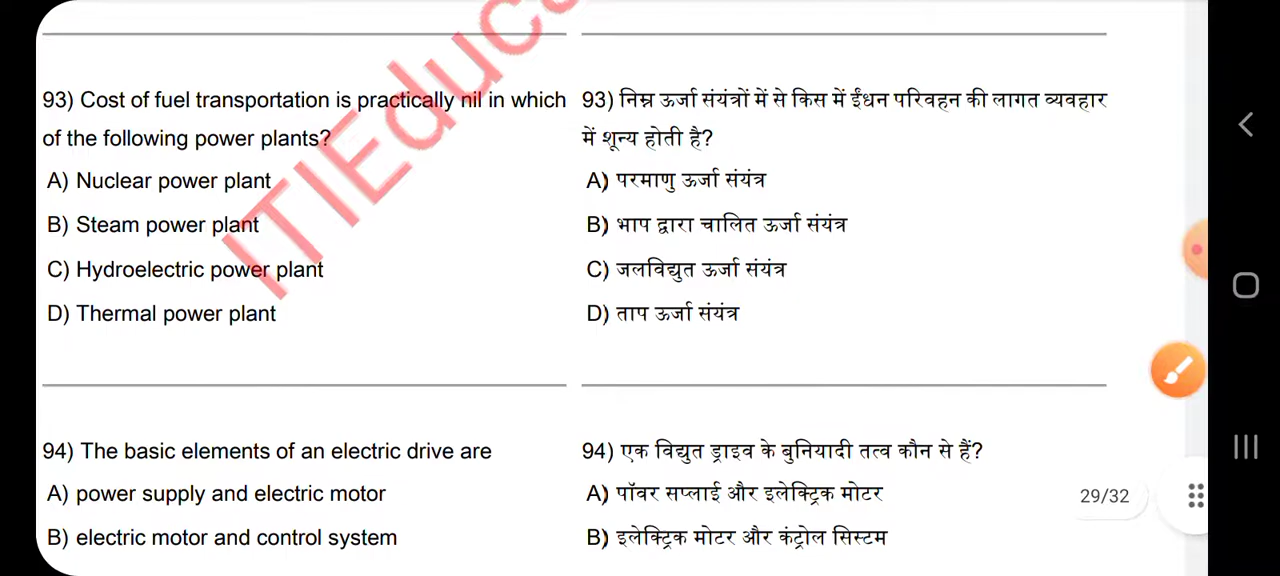 93) Cost of fuel transportation is practically nil in which
of the following power plants?
A) Nuclear power plant
B) Steam power plant
C) Hydroelectric power plant
D) Thermal power plant
93) निम्न ऊर्जा संयंत्रों में से किस में ईंधन परिवहन की लागत व्यवहार
में शून्य होती है?
A) परमाणु ऊर्जा संयंत्र
B) भाप द्वारा चालित ऊर्जा संयंत्र
C) जलविद्युत ऊर्जा संयंत्र
D) ताप ऊर्जा संयंत्र
94) The basic elements of an electric drive are
A) power supply and electric motor
B) electric motor and control system
94) एक विद्युत ड्राइव के बुनियादी तत्व कौन से हैं?
A) पॉवर सप्लाई और इलेक्ट्रिक मोटर
B) इलेक्ट्रिक मोटर और कंट्रोल सिस्टम
29/32